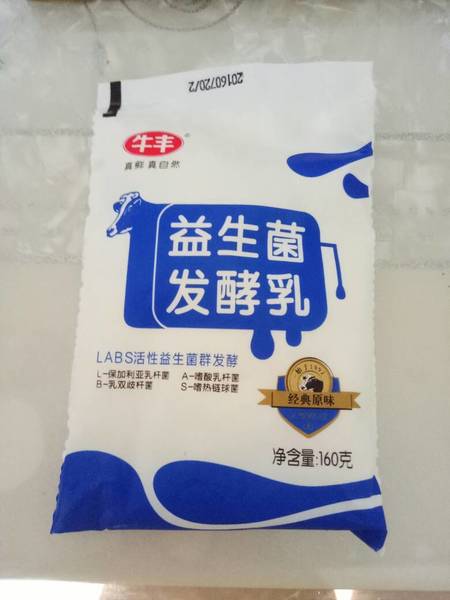 20160720/2
牛丰
真鲜 真自然
益生菌
发酵乳
LABS活性益生菌群发酵
L-保加利亚乳杆菌 A-嗜酸乳杆菌
B-乳双歧杆菌 S-嗜热链球菌
经典原味
净含量:160克